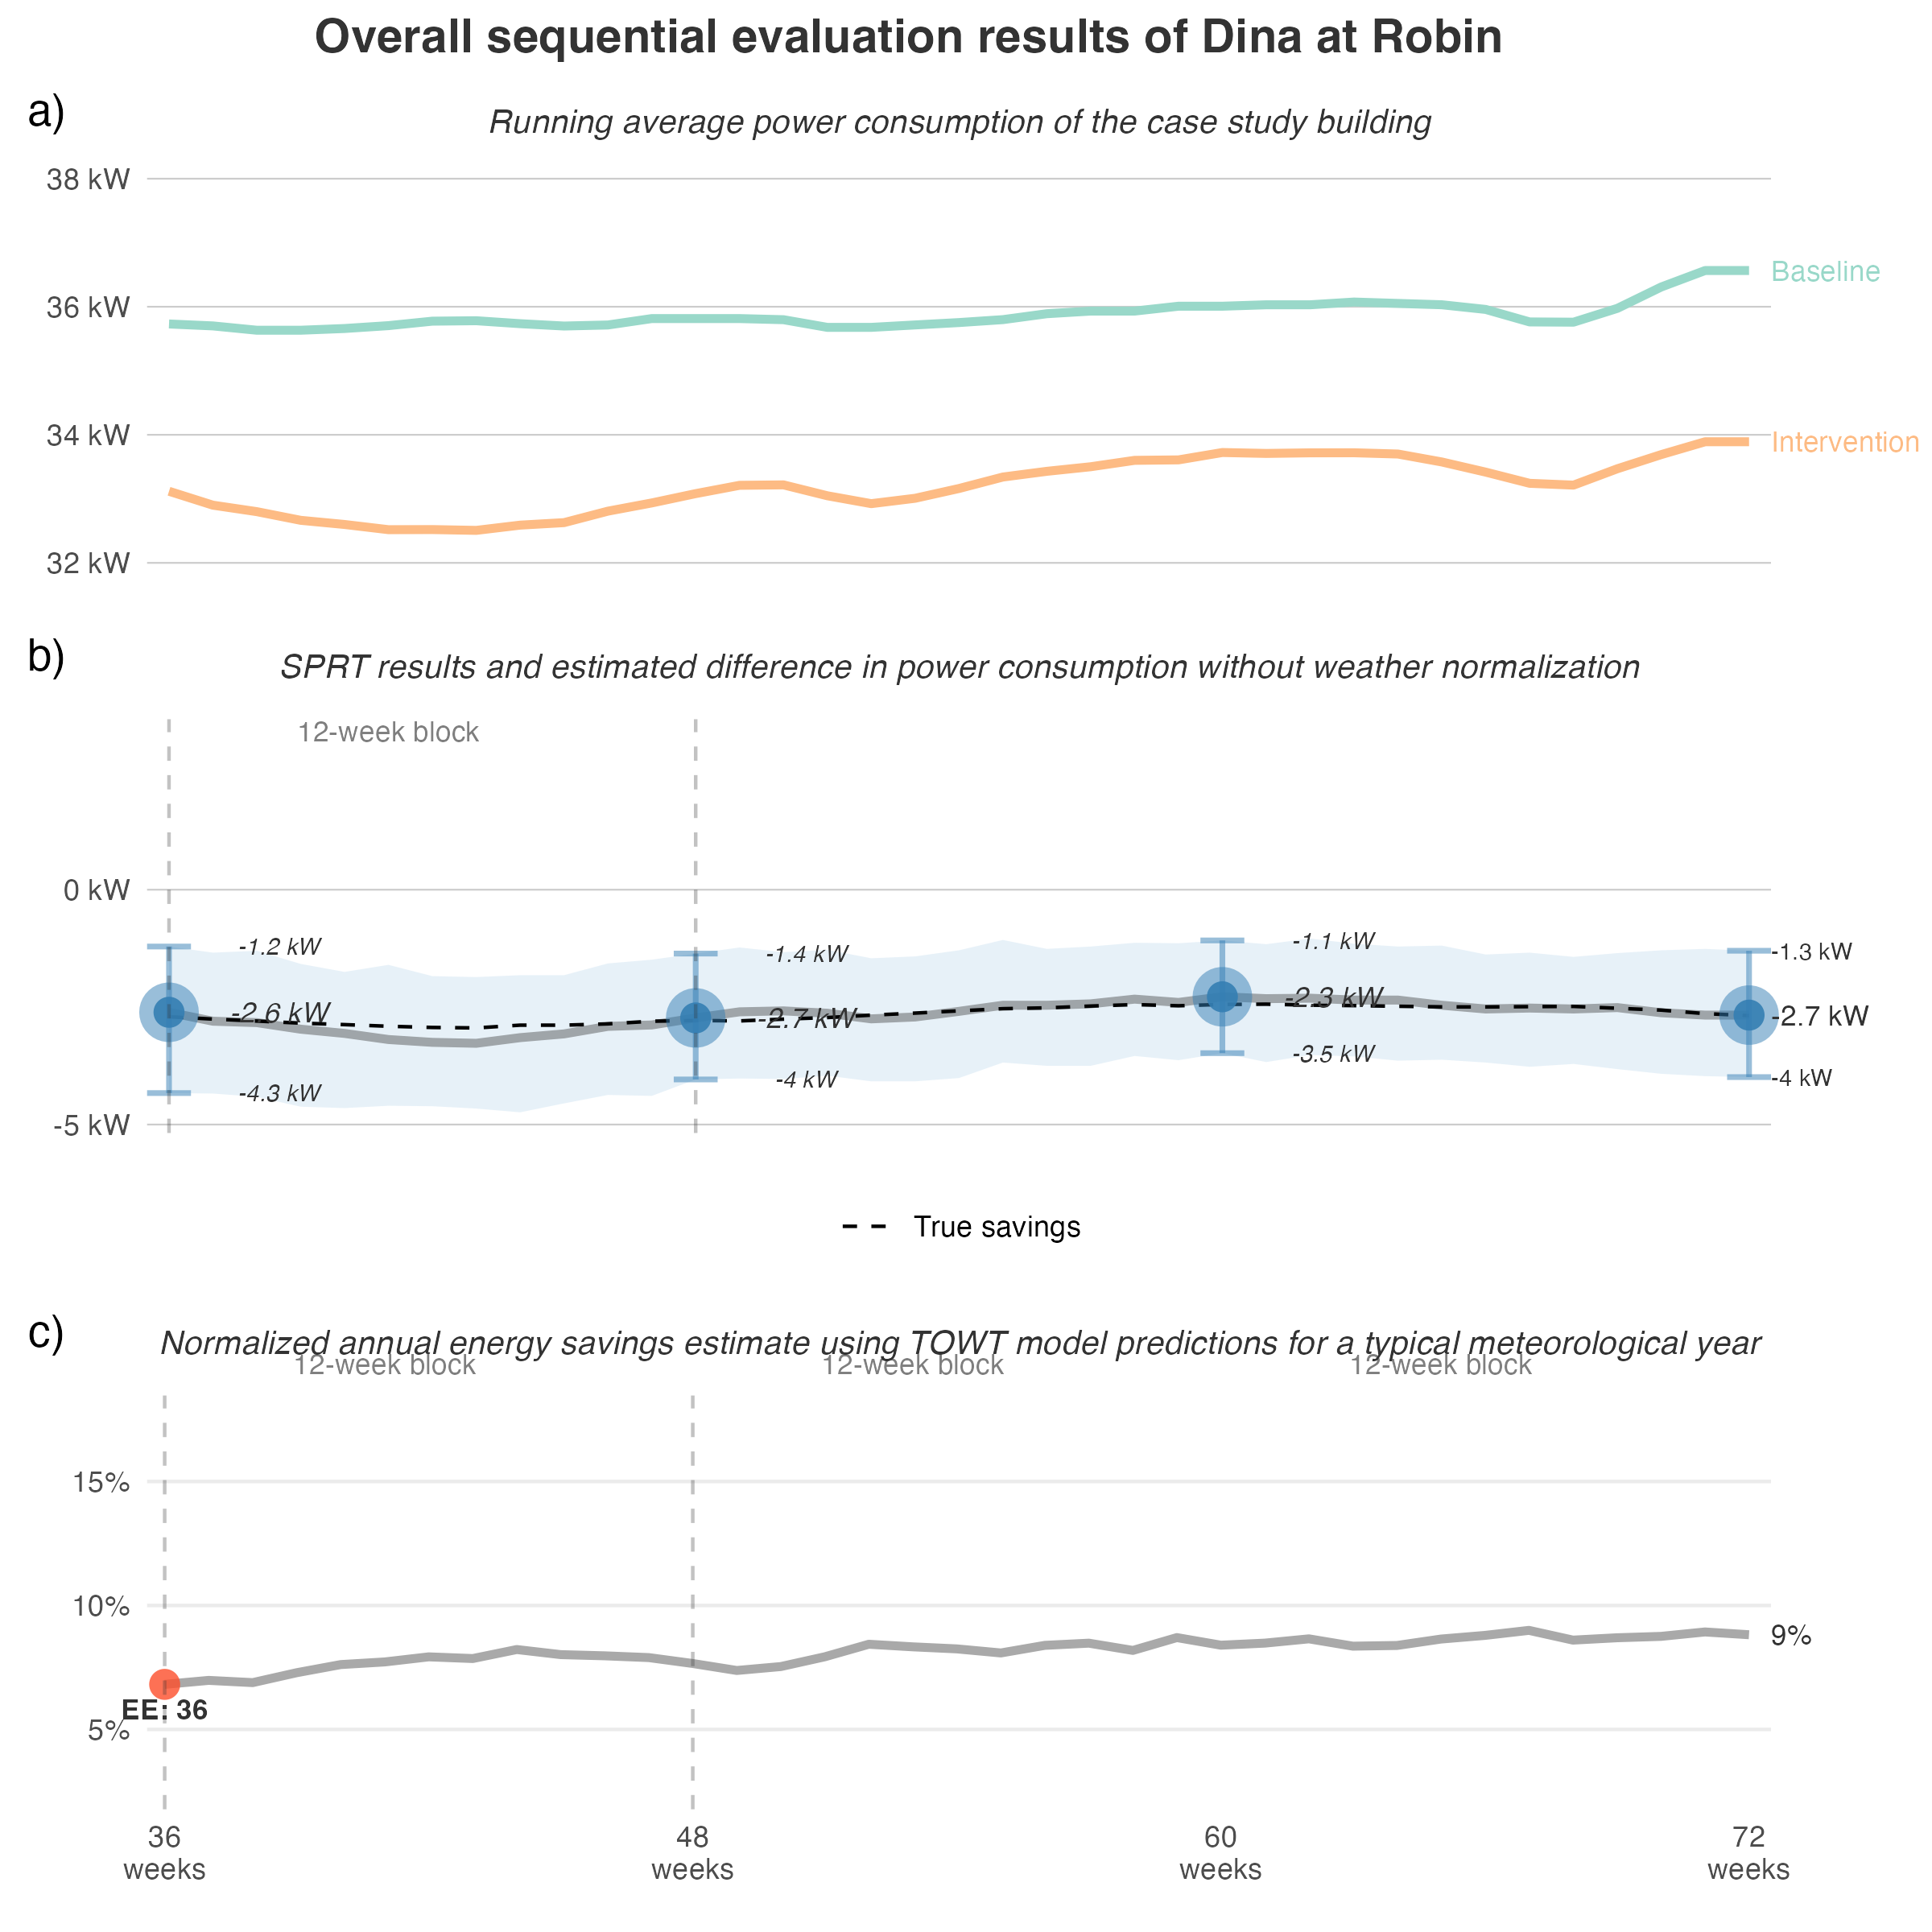 Overall sequential evaluation results of Dina at Robin
a)
Running average power consumption of the case study building
38 kW
36 kW
34 kW
32 kW
Baseline
Intervention
b)
SPRT results and estimated difference in power consumption without weather normalization
12-week block
0 kW
-5 kW
-1.2 kW
-2.6 kW
-4.3 kW
-1.4 kW
-2.7 kW
-4 kW
-1.1 kW
-2.3 kW
-3.5 kW
-1.3 kW
-2.7 kW
-4 kW
True savings
c)
Normalized annual energy savings estimate using TOWT model predictions for a typical meteorological year
12-week block
12-week block
12-week block
15%
10%
5%
EE: 36
9%
36
weeks
48
weeks
60
weeks
72
weeks